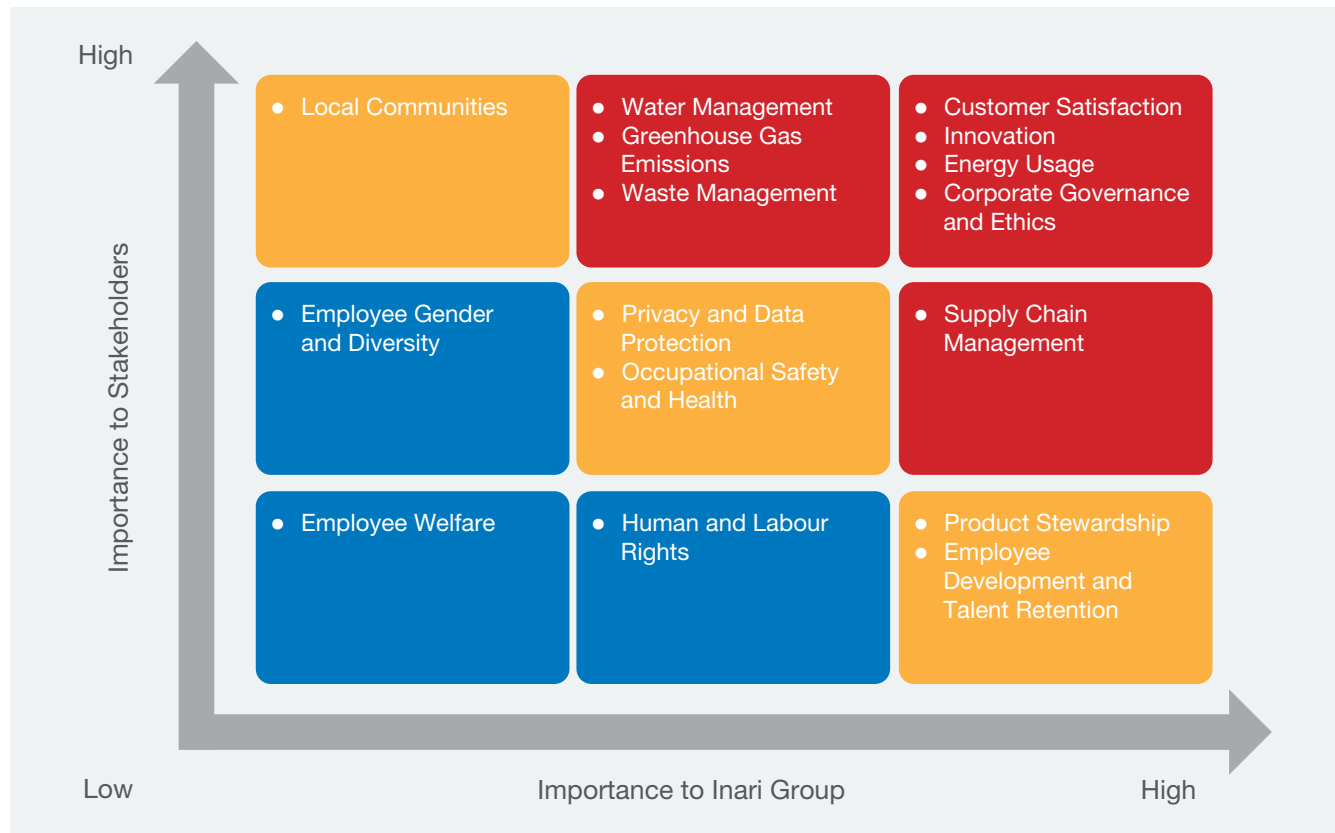 High
Importance to Stakeholders
● Local Communities
● Water Management
● Greenhouse Gas
Emissions
● Waste Management
● Customer Satisfaction
● Innovation
● Energy Usage
● Corporate Governance
and Ethics
● Employee Gender
and Diversity
● Privacy and Data
Protection
● Occupational Safety
and Health
● Supply Chain
Management
● Employee Welfare
● Human and Labour
Rights
● Product Stewardship
● Employee
Development and
Talent Retention
Low
Importance to Inari Group
High